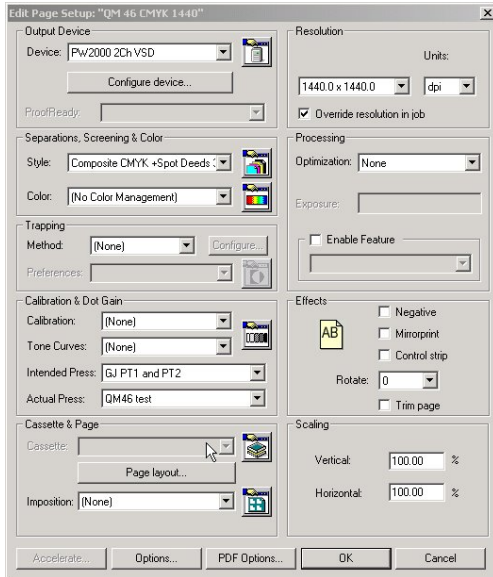 Edit Page Setup: "QM 46 CMYK 1440"
Output Device
Device: PW2000 2Ch VSD
Configure device...
ProofReady:
Resolution
Units:
1440.0 x 1440.0 dpi
Override resolution in job
Separations, Screening & Color
Style: Composite CMYK +Spot Deeds
Color: (No Color Management)
Processing
Optimization: None
Exposure:
Enable Feature
Trapping
Method: (None) Configure...
Preferences:
Calibration & Dot Gain
Calibration: (None)
Tone Curves: (None)
Intended Press: GJ PT1 and PT2
Actual Press: QM46 test
Effects
AB
Negative
Mirrorprint
Control strip
Rotate: 0
Trim page
Cassette & Page
Cassette:
Page layout...
Imposition: (None)
Scaling
Vertical: 100.00 %
Horizontal: 100.00 %
Accelerate... Options... PDF Options... OK Cancel